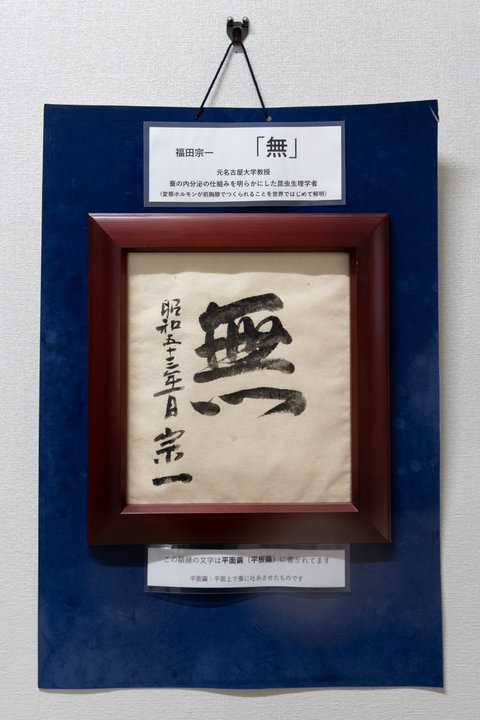 福田宗一 「無」
元名古屋大学教授
蚕の内分泌の仕組みを明らかにした昆虫生理学者
（変態ホルモンが前胸腺でつくられることを世界ではじめて解明）
無
昭和五十三年一月 宗一
この額縁の文字は平面繭（平板繭）に書かれてます
平面繭：平面上で蚕に吐糸させたものです